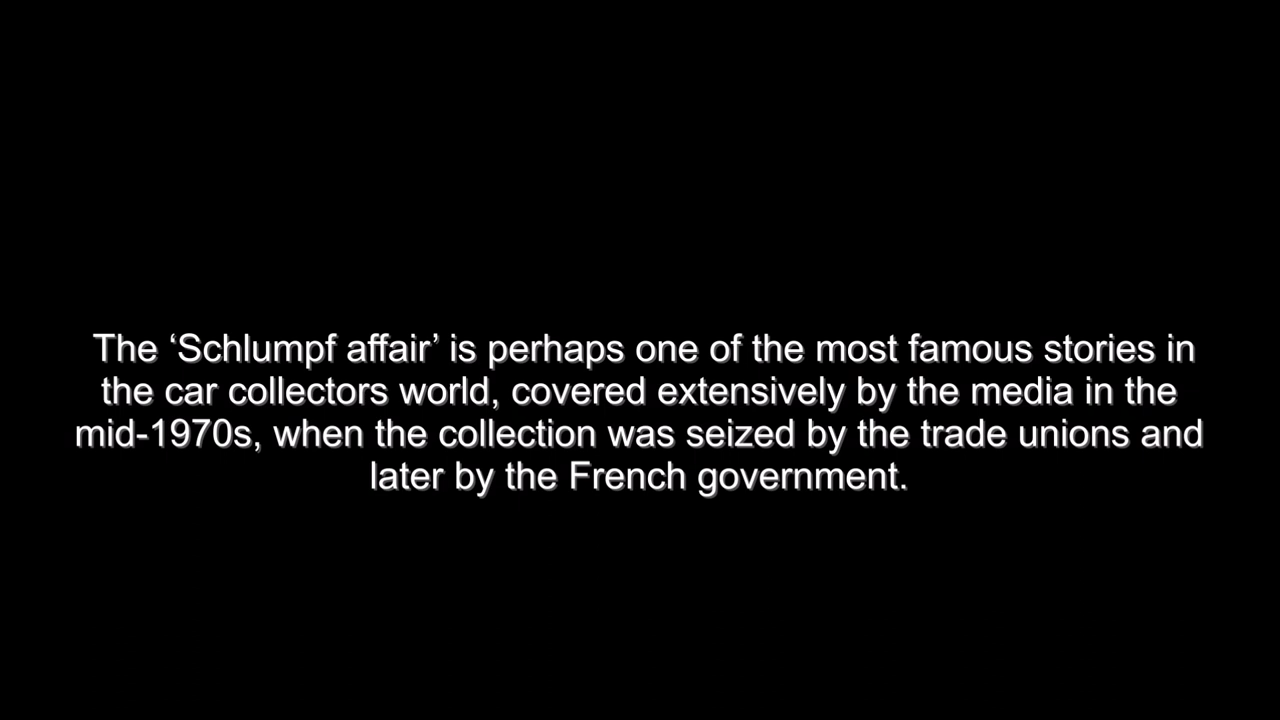 The ‘Schlumpf affair’ is perhaps one of the most famous stories in
the car collectors world, covered extensively by the media in the
mid-1970s, when the collection was seized by the trade unions and
later by the French government.